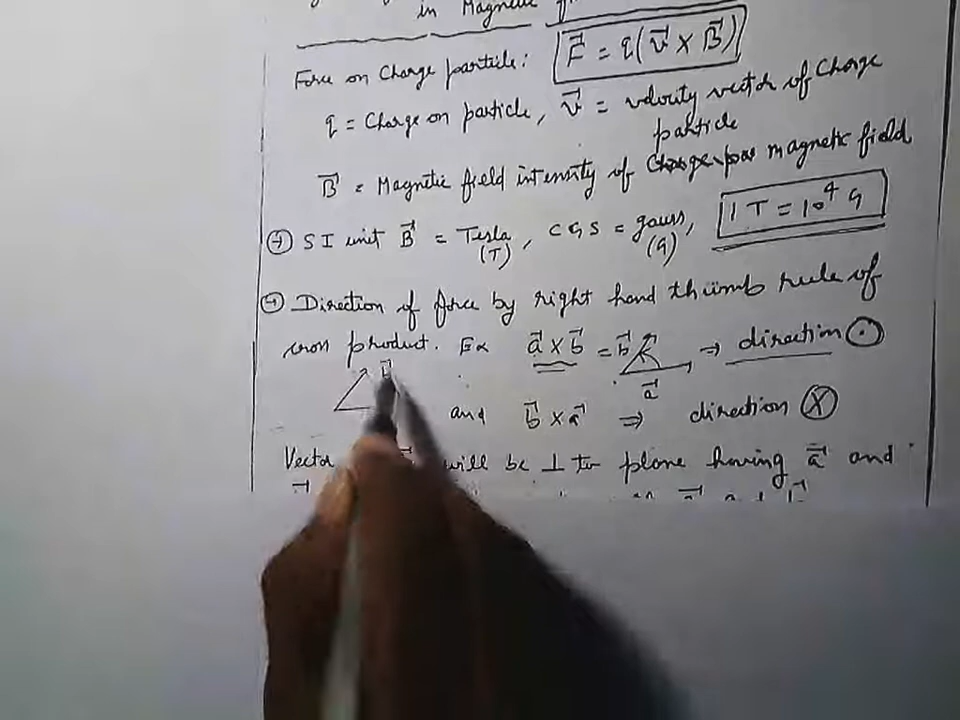 in Magnetic
Force on Charge particle: F⃗ = q(v⃗ × B⃗)
q = Charge on particle, v⃗ = velocity vector of Charge
particle
B⃗ = Magnetic field intensity of magnetic field
→ SI unit B⃗ = Tesla (T), CGS = gauss (G), 1 T = 10⁴ G
→ Direction of force by right hand thumb rule of
cross product. Ex a⃗ × b⃗ = b⃗ a⃗ → direction ⊙
and b⃗ × a⃗ ⇒ direction ⊗
Vector will be ⊥ to plane having a⃗ and